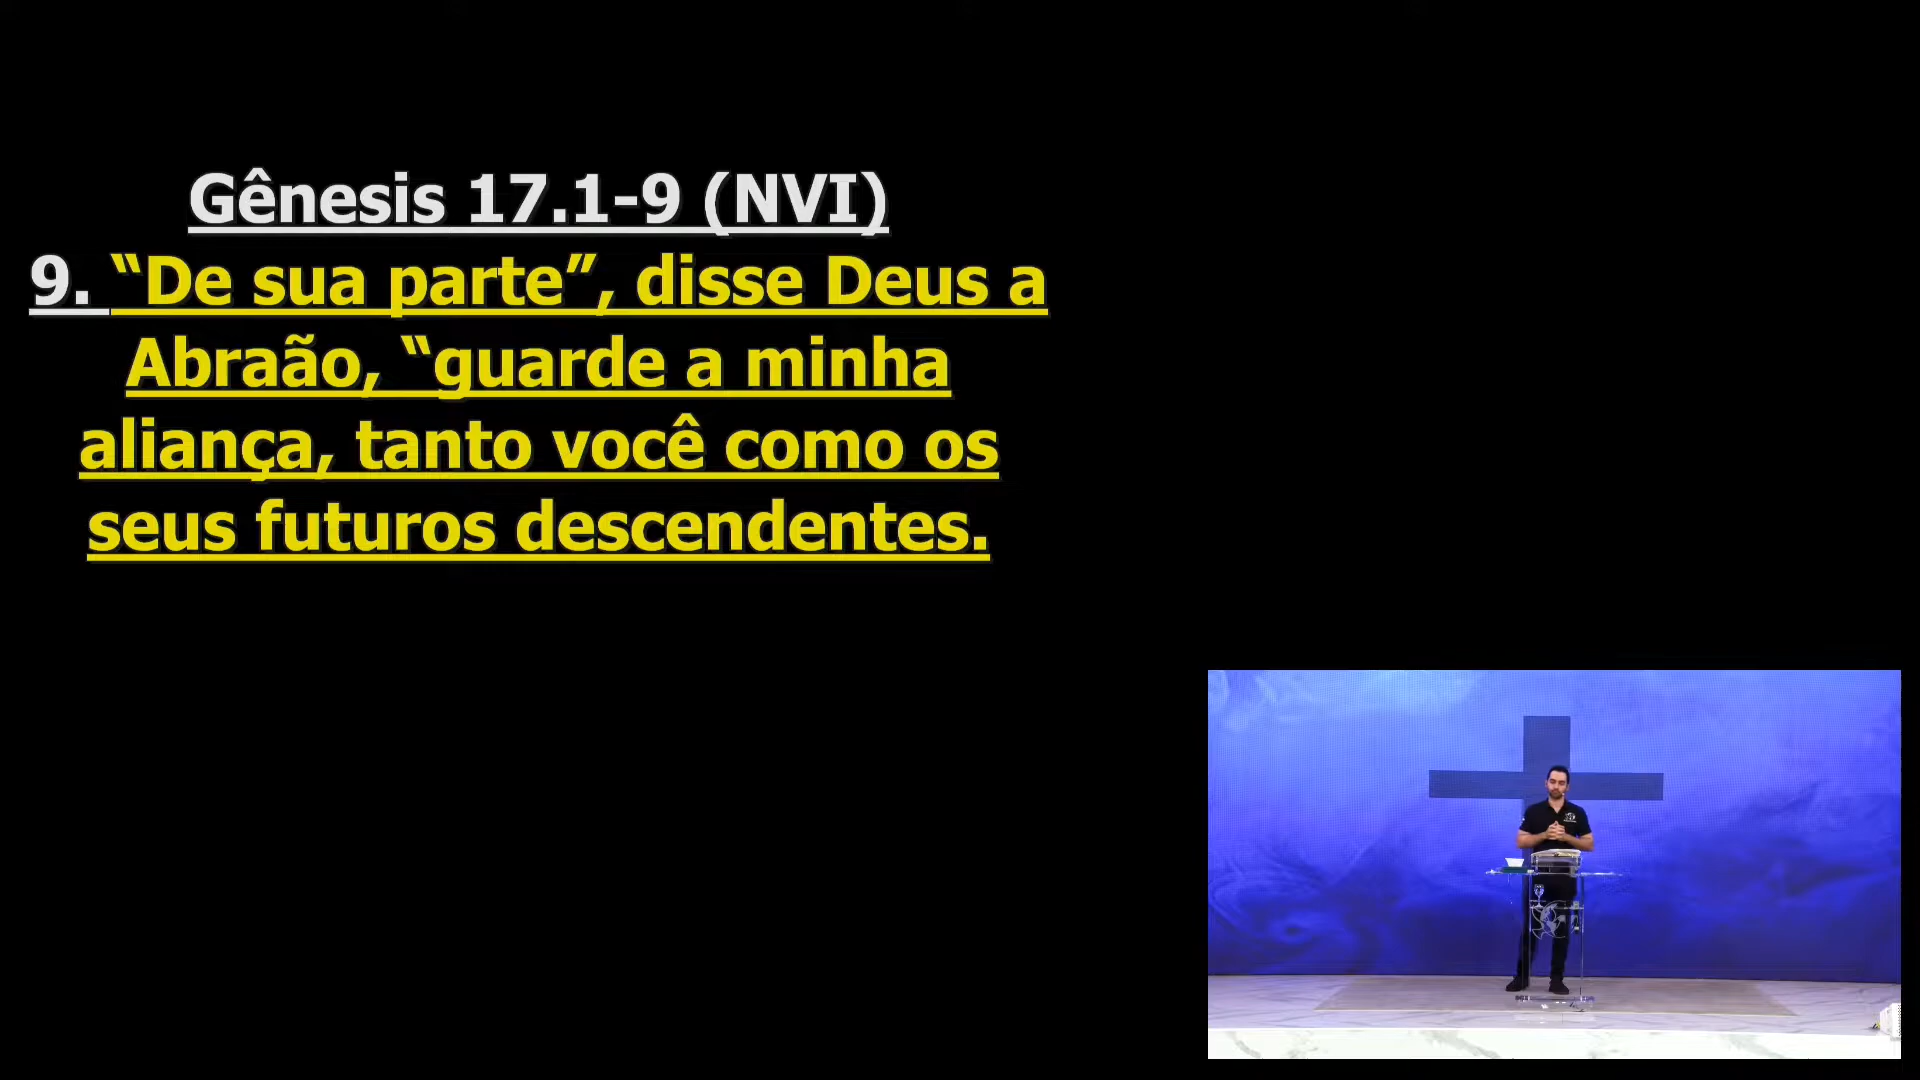 Gênesis 17.1-9 (NVI)
9. “De sua parte”, disse Deus a
Abraão, “guarde a minha
aliança, tanto você como os
seus futuros descendentes.